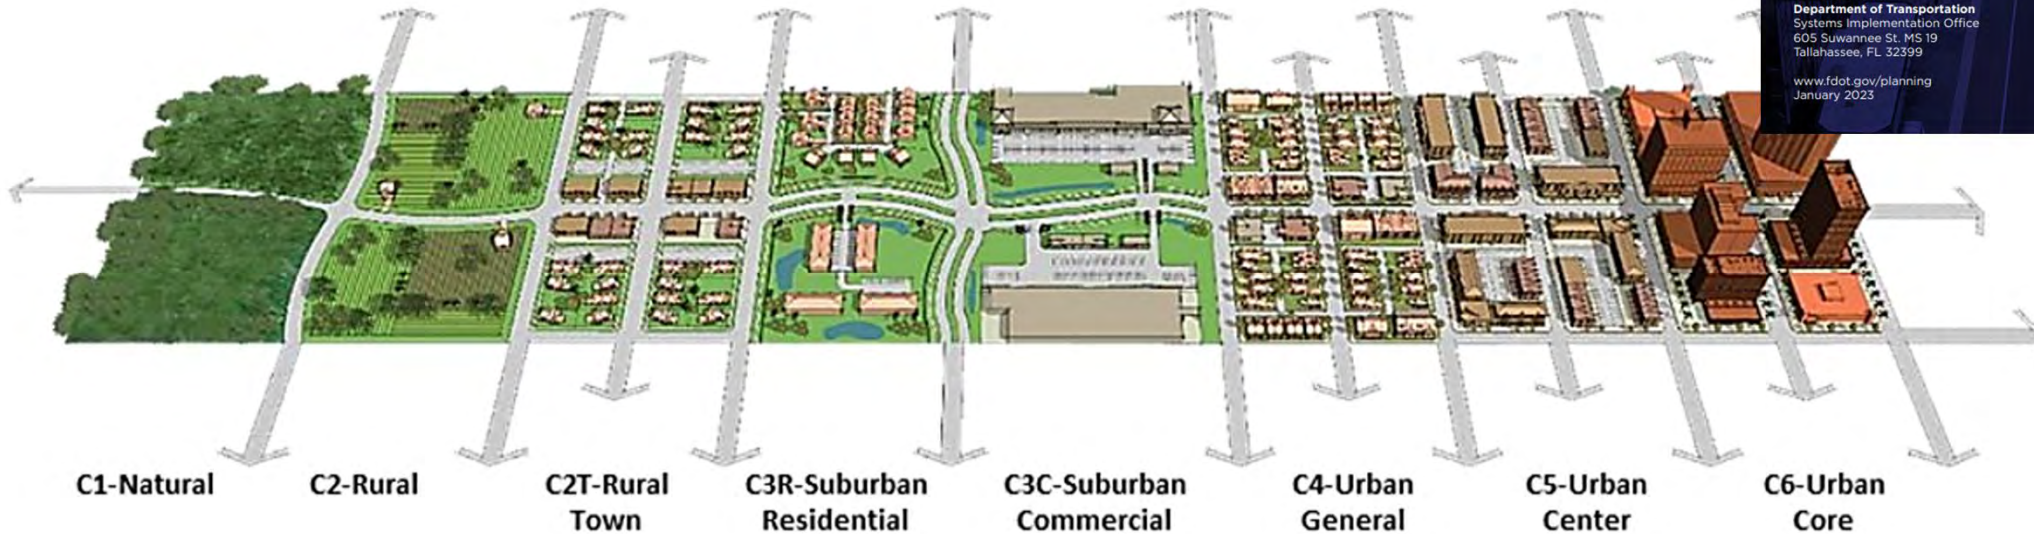 Department of Transportation
Systems Implementation Office
605 Suwannee St. MS 19
Tallahassee, FL 32399
www.fdot.gov/planning
January 2023
C1-Natural
C2-Rural
C2T-Rural
Town
C3R-Suburban
Residential
C3C-Suburban
Commercial
C4-Urban
General
C5-Urban
Center
C6-Urban
Core